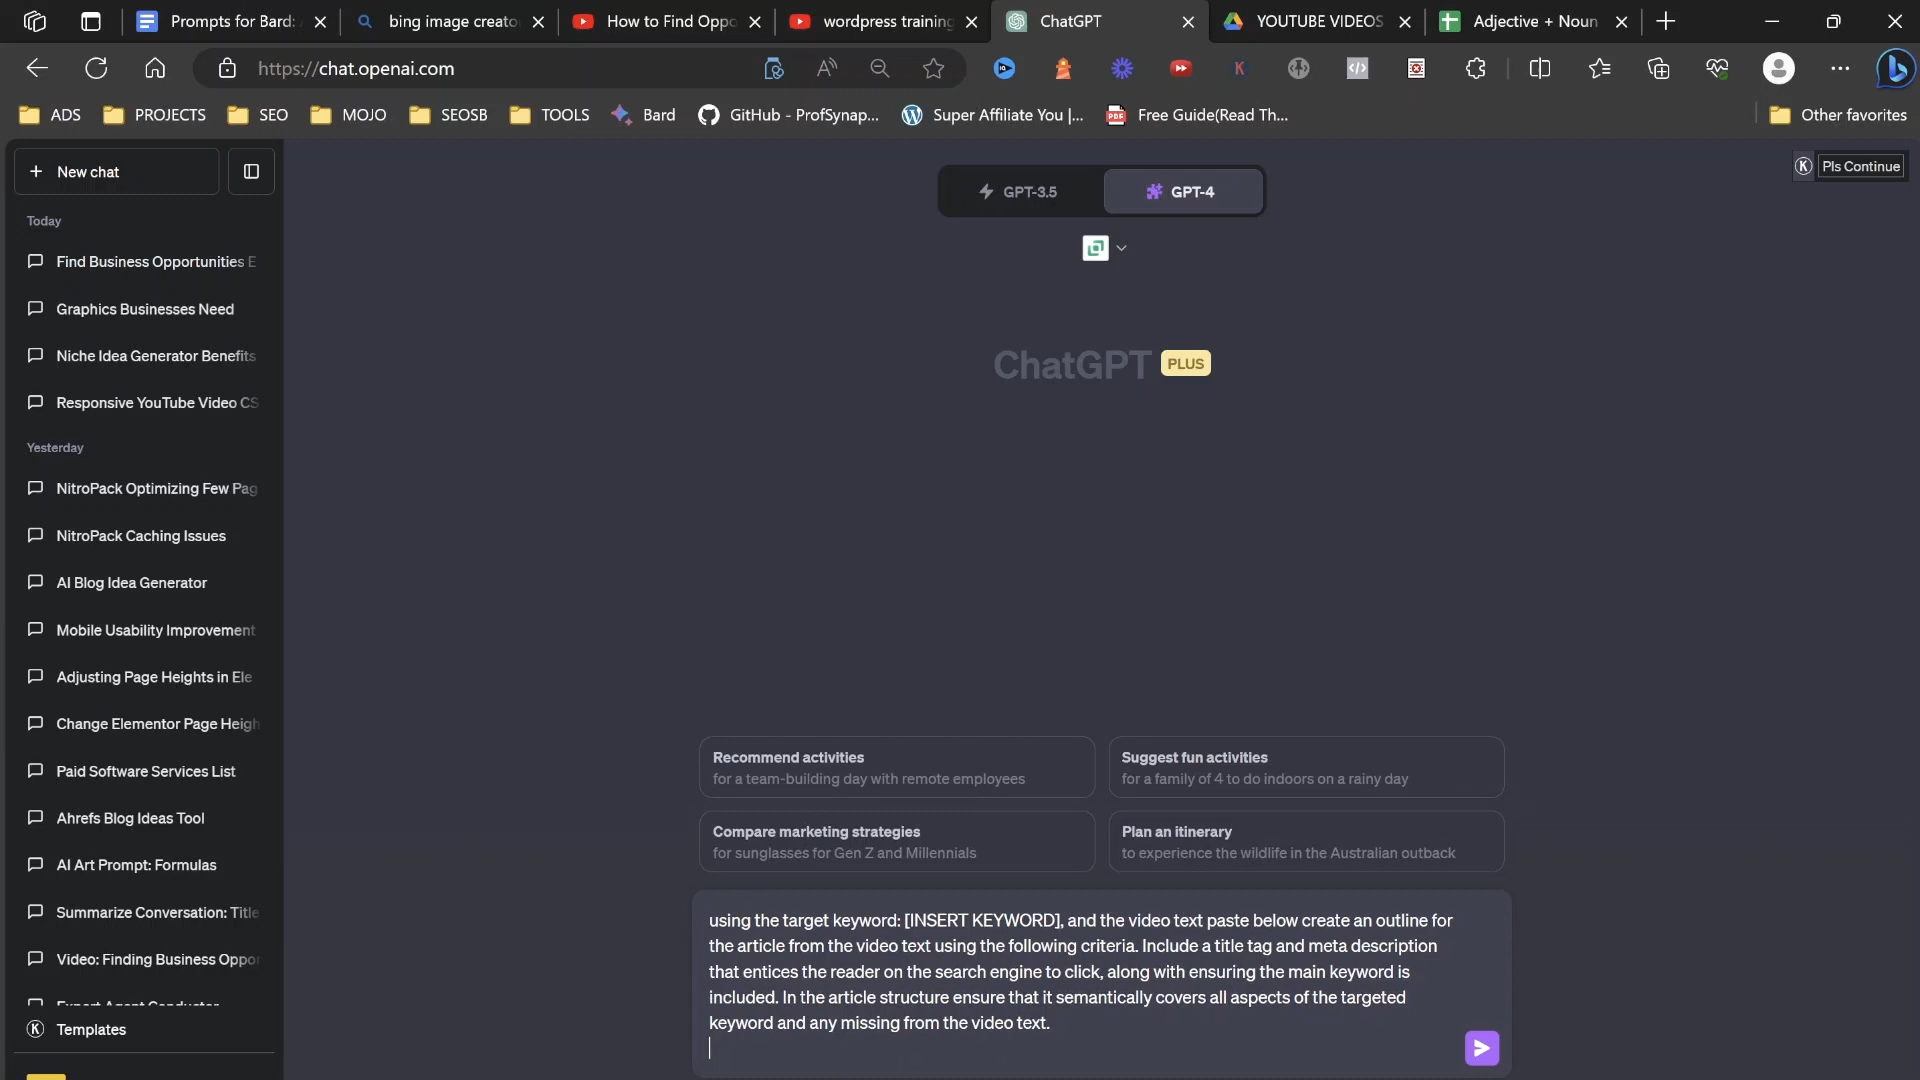 Prompts for Bard:
bing image creato
How to Find Oppo
wordpress training
ChatGPT
YOUTUBE VIDEOS
Adjective + Noun
https://chat.openai.com
ADS
PROJECTS
SEO
MOJO
SEOSB
TOOLS
Bard
GitHub - ProfSynap...
Super Affiliate You |...
Free Guide(Read Th...
Other favorites
New chat
GPT-3.5
GPT-4
Pls Continue
Today
Find Business Opportunities E
Graphics Businesses Need
Niche Idea Generator Benefits
Responsive YouTube Video CS
Yesterday
NitroPack Optimizing Few Pag
NitroPack Caching Issues
AI Blog Idea Generator
Mobile Usability Improvement
Adjusting Page Heights in Ele
Change Elementor Page Heigh
Paid Software Services List
Ahrefs Blog Ideas Tool
AI Art Prompt: Formulas
Summarize Conversation: Title
Video: Finding Business Oppor
Expert Agent Conductor
Templates
ChatGPT PLUS
Recommend activities
for a team-building day with remote employees
Suggest fun activities
for a family of 4 to do indoors on a rainy day
Compare marketing strategies
for sunglasses for Gen Z and Millennials
Plan an itinerary
to experience the wildlife in the Australian outback
using the target keyword: [INSERT KEYWORD], and the video text paste below create an outline for
the article from the video text using the following criteria. Include a title tag and meta description
that entices the reader on the search engine to click, along with ensuring the main keyword is
included. In the article structure ensure that it semantically covers all aspects of the targeted
keyword and any missing from the video text.